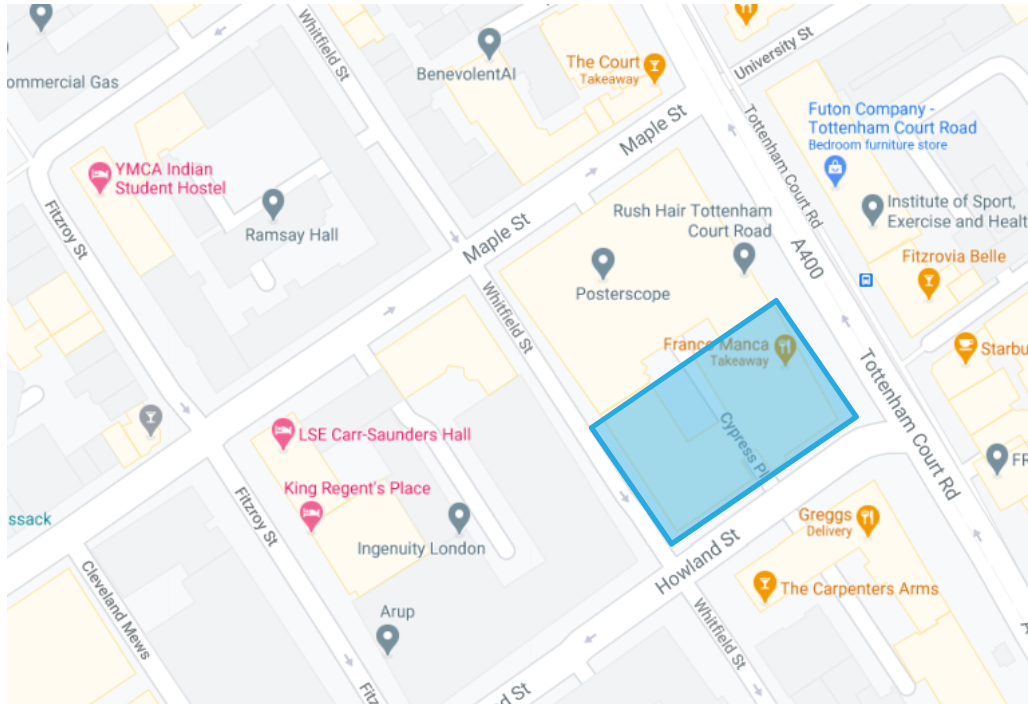 Whitfield St
ommercial Gas
BenevolentAI
The Court
Takeaway
University St
Futon Company -
Tottenham Court Road
Bedroom furniture store
Tottenham Court Rd
Maple St
YMCA Indian
Student Hostel
Institute of Sport,
Exercise and Healt
Fitzroy St
Ramsay Hall
Rush Hair Tottenham
Court Road
Maple St
A400
Fitzrovia Belle
Posterscope
Whitfield St
Franco Manca
Takeaway
Starbu
Tottenham Court Rd
Cypress Pl
LSE Carr-Saunders Hall
King Regent's Place
FR
ssack
Fitzroy St
Ingenuity London
Greggs
Delivery
Howland St
The Carpenters Arms
Cleveland Mews
Arup
Whitfield St
A
Fitz
d St